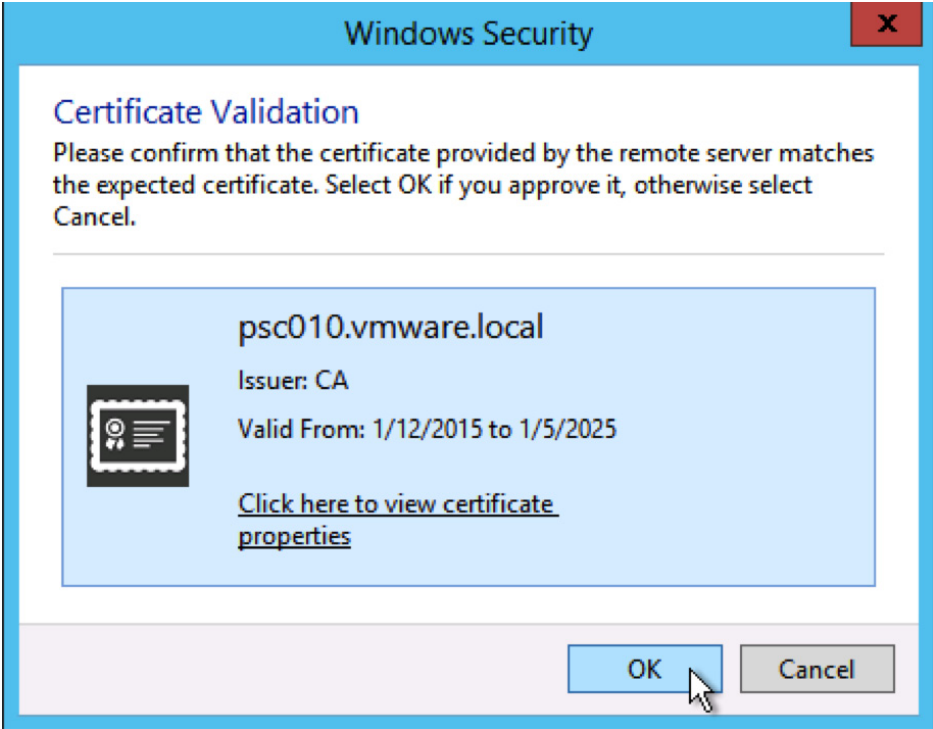 Windows Security
x
Certificate Validation
Please confirm that the certificate provided by the remote server matches
the expected certificate. Select OK if you approve it, otherwise select
Cancel.
psc010.vmware.local
Issuer: CA
Valid From: 1/12/2015 to 1/5/2025
Click here to view certificate
properties
OK
Cancel